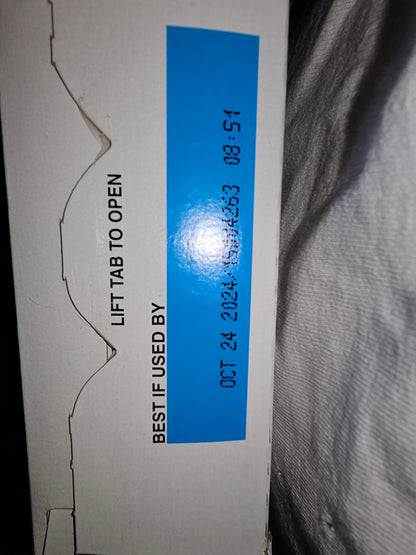 LIFT TAB TO OPEN
BEST IF USED BY
OCT 24 2024 08:51